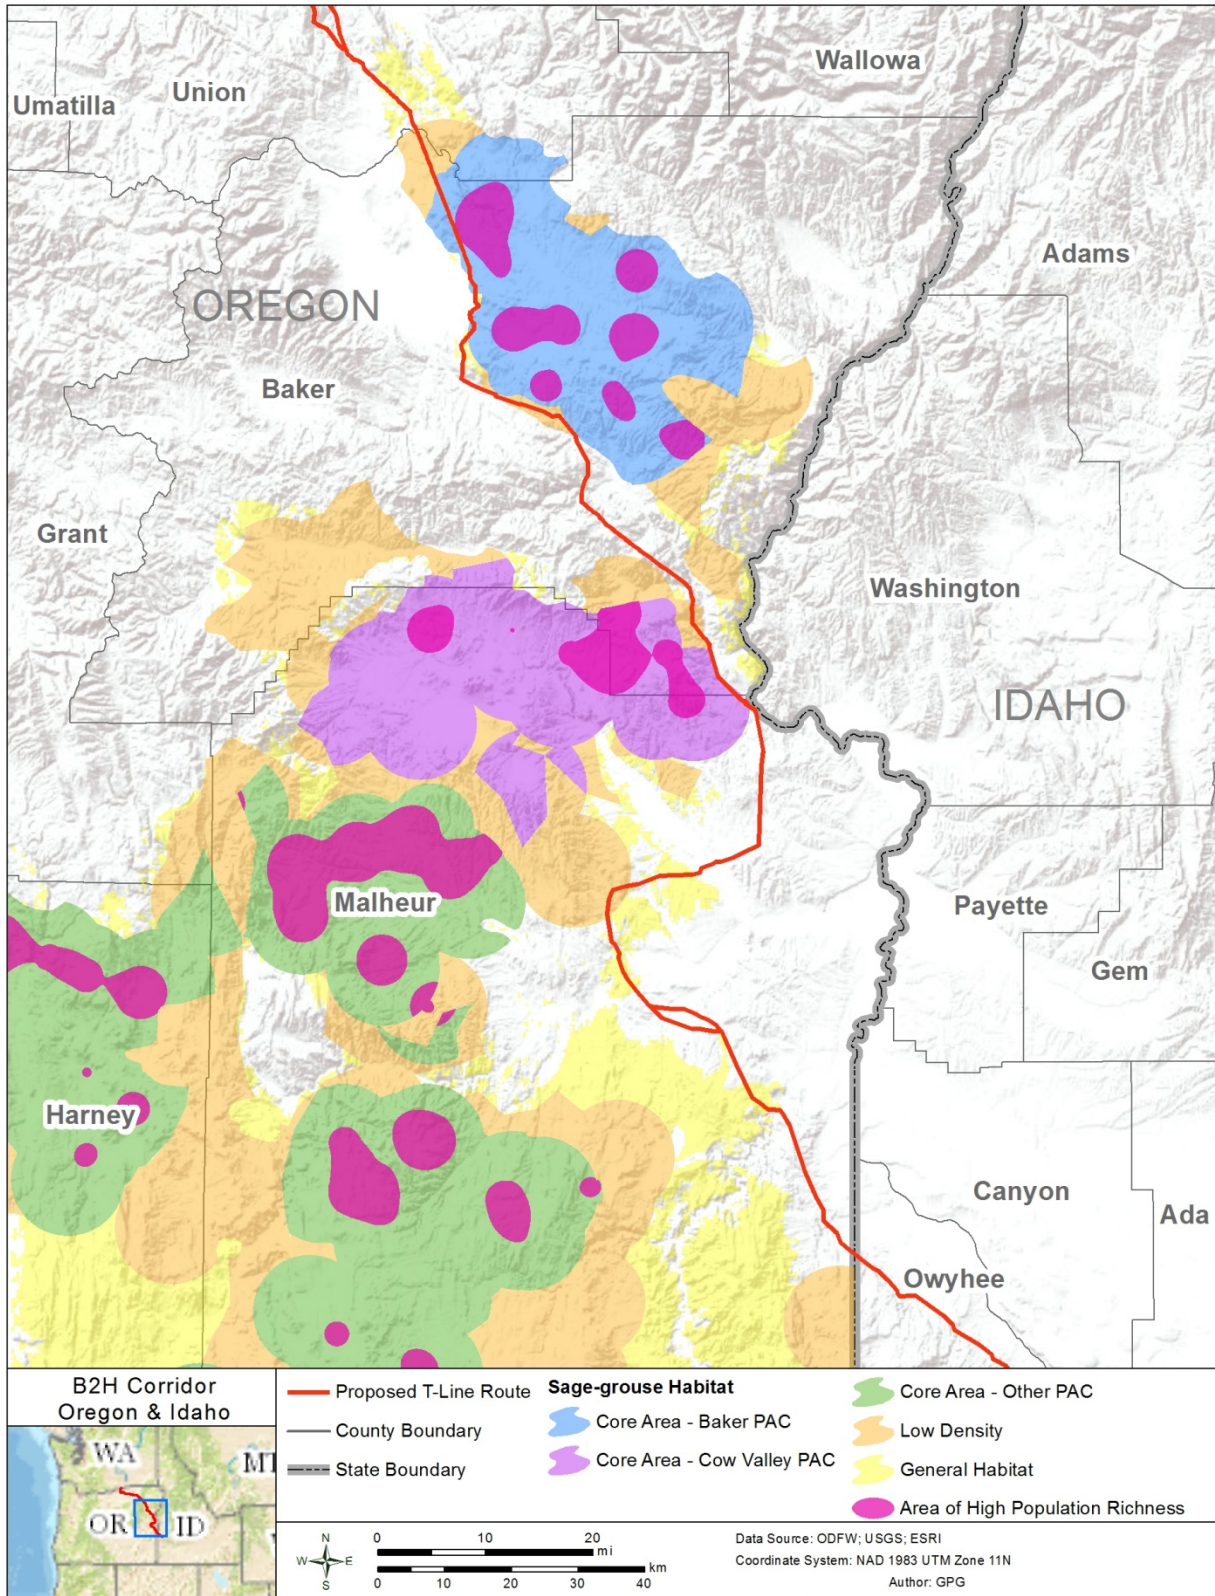 Wallowa
Union
Umatilla
Adams
OREGON
Baker
Grant
Washington
IDAHO
Malheur
Payette
Gem
Harney
Canyon
Ada
Owyhee
B2H Corridor
Oregon & Idaho
WA
MT
OR
ID
Proposed T-Line Route
County Boundary
State Boundary
Sage-grouse Habitat
Core Area - Baker PAC
Core Area - Cow Valley PAC
Core Area - Other PAC
Low Density
General Habitat
Area of High Population Richness
N
W E
S
0 10 20
mi
km
0 10 20 30 40
Data Source: ODFW; USGS; ESRI
Coordinate System: NAD 1983 UTM Zone 11N
Author: GPG